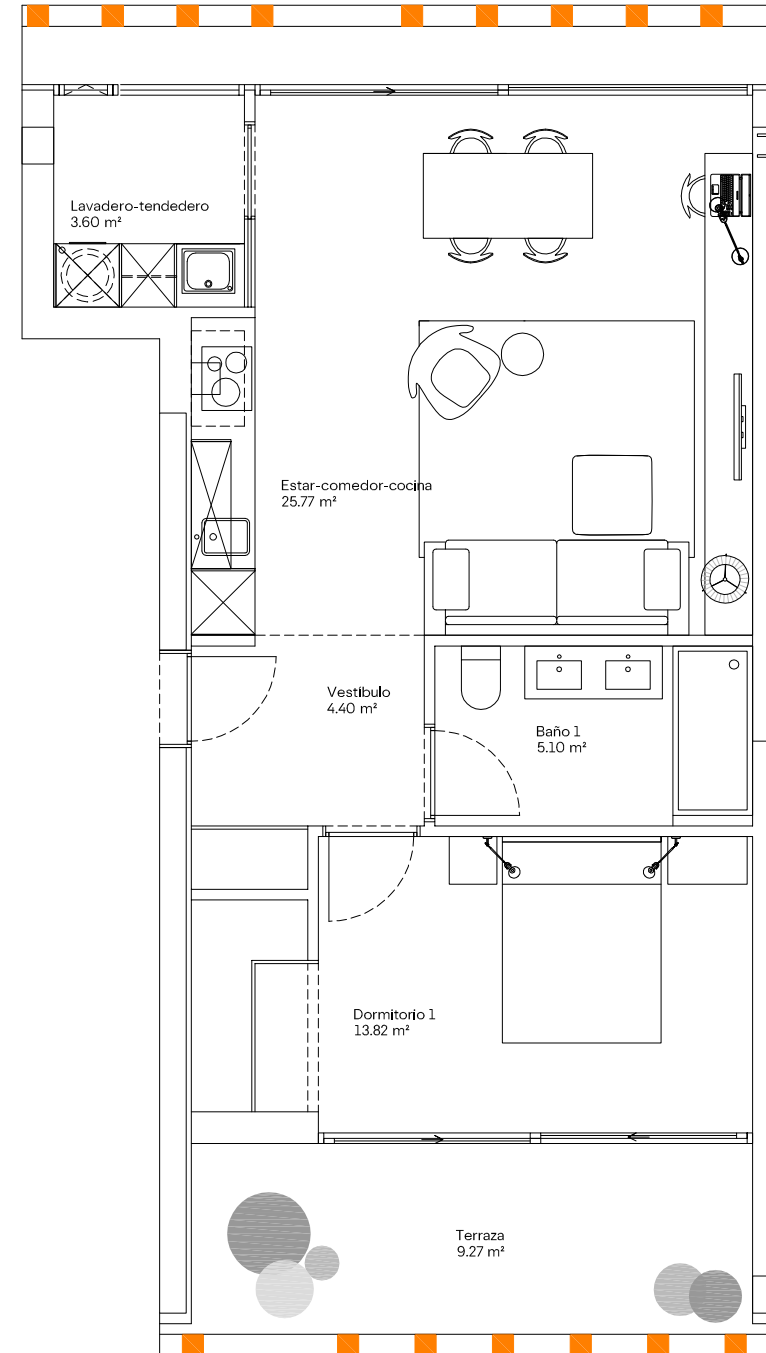 Lavadero-tendedero
3.60 m²
Estar-comedor-cocina
25.77 m²
Vestíbulo
4.40 m²
Baño 1
5.10 m²
Dormitorio 1
13.82 m²
Terraza
9.27 m²